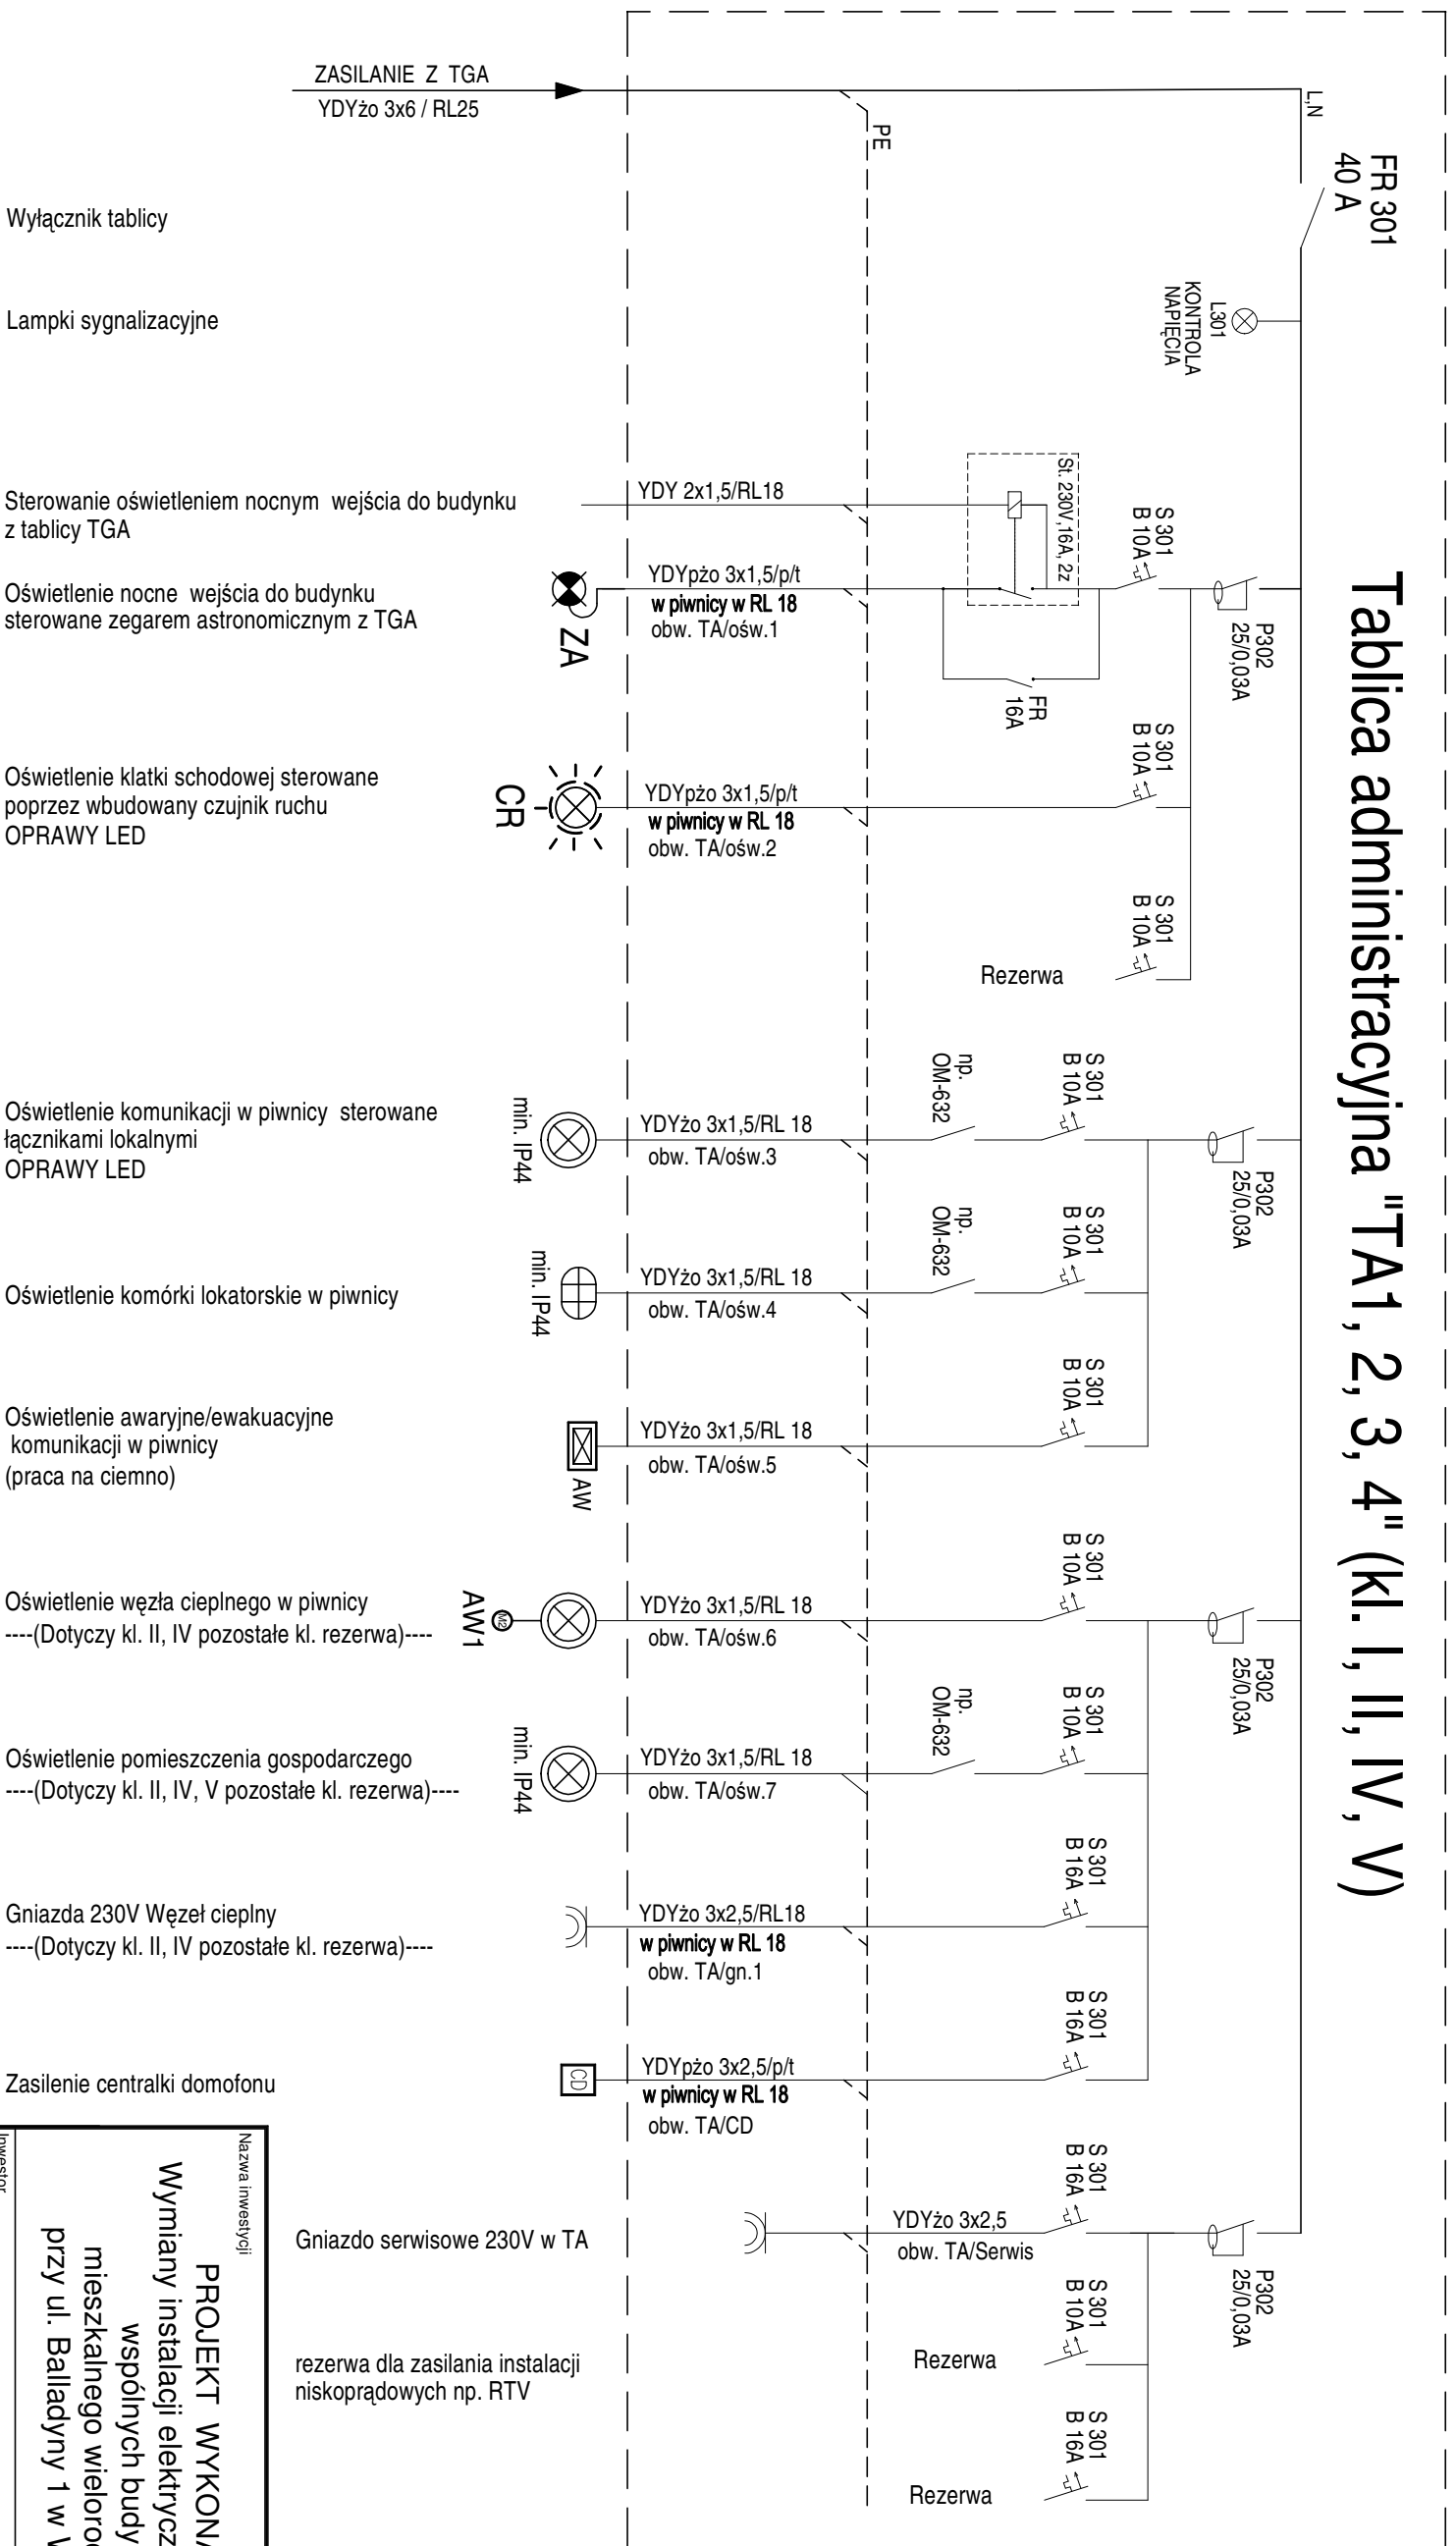 ZASILANIE Z TGA
YDYżo 3x6 / RL25
L,N
PE
FR 301
40 A
Tablica administracyjna "TA1, 2, 3, 4" (kl. I, II, IV, V)
Wyłącznik tablicy
Lampki sygnalizacyjne
L301
KONTROLA
NAPIĘCIA
Sterowanie oświetleniem nocnym wejścia do budynku
z tablicy TGA
YDY 2x1,5/RL18
St. 230V,16A, 2z
S 301
B 10A
P302
25/0,03A
Oświetlenie nocne wejścia do budynku
sterowane zegarem astronomicznym z TGA
ZA
YDYpżo 3x1,5/p/t
w piwnicy w RL 18
obw. TA/ośw.1
FR
16A
Oświetlenie klatki schodowej sterowane
poprzez wbudowany czujnik ruchu
OPRAWY LED
CR
YDYpżo 3x1,5/p/t
w piwnicy w RL 18
obw. TA/ośw.2
S 301
B 10A
S 301
B 10A
Rezerwa
Oświetlenie komunikacji w piwnicy sterowane
łącznikami lokalnymi
OPRAWY LED
min. IP44
YDYżo 3x1,5/RL 18
obw. TA/ośw.3
np.
OM-632
S 301
B 10A
P302
25/0,03A
Oświetlenie komórki lokatorskie w piwnicy
min. IP44
YDYżo 3x1,5/RL 18
obw. TA/ośw.4
np.
OM-632
S 301
B 10A
Oświetlenie awaryjne/ewakuacyjne
komunikacji w piwnicy
(praca na ciemno)
AW
YDYżo 3x1,5/RL 18
obw. TA/ośw.5
S 301
B 10A
Oświetlenie węzła cieplnego w piwnicy
----(Dotyczy kl. II, IV pozostałe kl. rezerwa)----
AW1
M2
YDYżo 3x1,5/RL 18
obw. TA/ośw.6
S 301
B 10A
P302
25/0,03A
Oświetlenie pomieszczenia gospodarczego
----(Dotyczy kl. II, IV, V pozostałe kl. rezerwa)----
min. IP44
YDYżo 3x1,5/RL 18
obw. TA/ośw.7
np.
OM-632
S 301
B 10A
Gniazda 230V Węzeł cieplny
----(Dotyczy kl. II, IV pozostałe kl. rezerwa)----
YDYżo 3x2,5/RL18
w piwnicy w RL 18
obw. TA/gn.1
S 301
B 16A
Zasilenie centralki domofonu
CD
YDYpżo 3x2,5/p/t
w piwnicy w RL 18
obw. TA/CD
S 301
B 16A
Gniazdo serwisowe 230V w TA
YDYżo 3x2,5
obw. TA/Serwis
S 301
B 16A
P302
25/0,03A
rezerwa dla zasilania instalacji
niskoprądowych np. RTV
Rezerwa
S 301
B 10A
Rezerwa
S 301
B 16A
Nazwa inwestycji
PROJEKT WYKONA
Wymiany instalacji elektrycz
wspólnych budy
mieszkalnego wieloro
przy ul. Balladyny 1 w
Inwestor